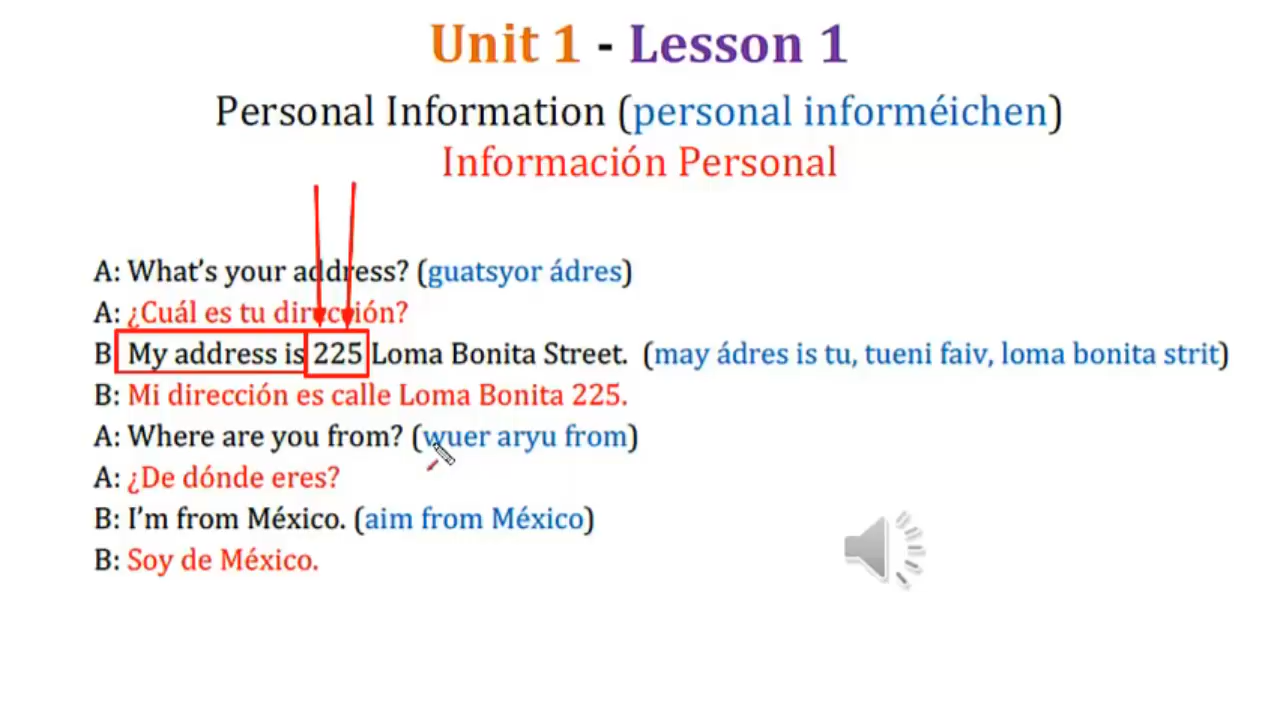 Unit 1 - Lesson 1
Personal Information (personal informéichen)
Información Personal
A: What's your address? (guatsyor ádres)
A: ¿Cuál es tu dirección?
B My address is 225 Loma Bonita Street. (may ádres is tu, tueni faiv, loma bonita strit)
B: Mi dirección es calle Loma Bonita 225.
A: Where are you from? (wuer aryu from)
A: ¿De dónde eres?
B: I'm from México. (aim from México)
B: Soy de México.